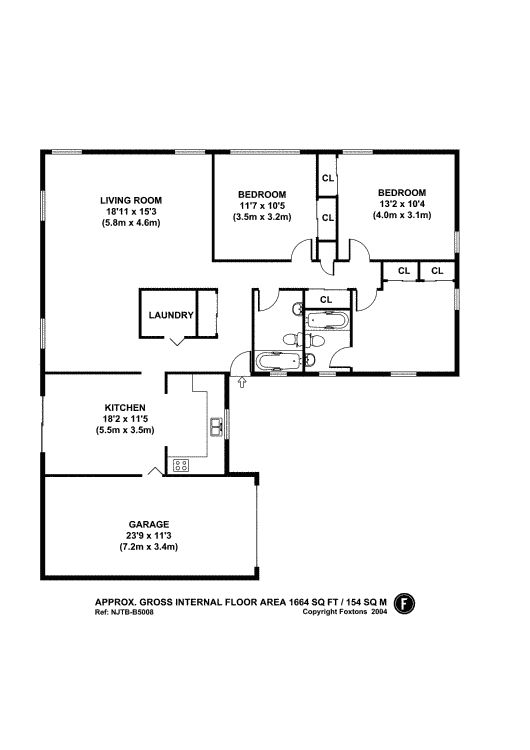 LIVING ROOM
18'11 x 15'3
(5.8m x 4.6m)
BEDROOM
11'7 x 10'5
(3.5m x 3.2m)
CL
CL
BEDROOM
13'2 x 10'4
(4.0m x 3.1m)
CL
CL
CL
LAUNDRY
KITCHEN
18'2 x 11'5
(5.5m x 3.5m)
GARAGE
23'9 x 11'3
(7.2m x 3.4m)
APPROX. GROSS INTERNAL FLOOR AREA 1664 SQ FT / 154 SQ M
Ref: NJTB-B5008
Copyright Foxtons 2004
F